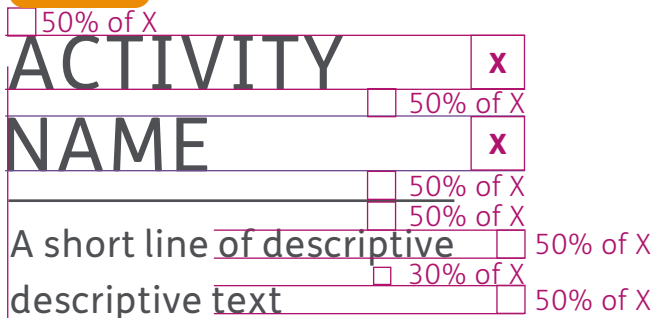 50% of X
ACTIVITY X
50% of X
NAME X
50% of X
50% of X
A short line of descriptive 50% of X
30% of X
descriptive text 50% of X